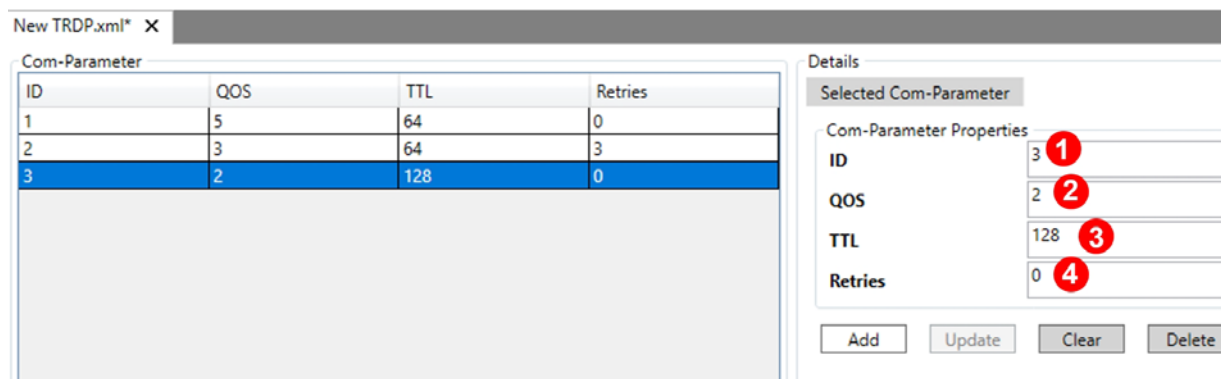 New TRDP.xml* X
Com-Parameter
ID QOS TTL Retries
1 5 64 0
2 3 64 3
3 2 128 0
Details
Selected Com-Parameter
Com-Parameter Properties
ID 3 1
QOS 2 2
TTL 128 3
Retries 0 4
Add Update Clear Delete